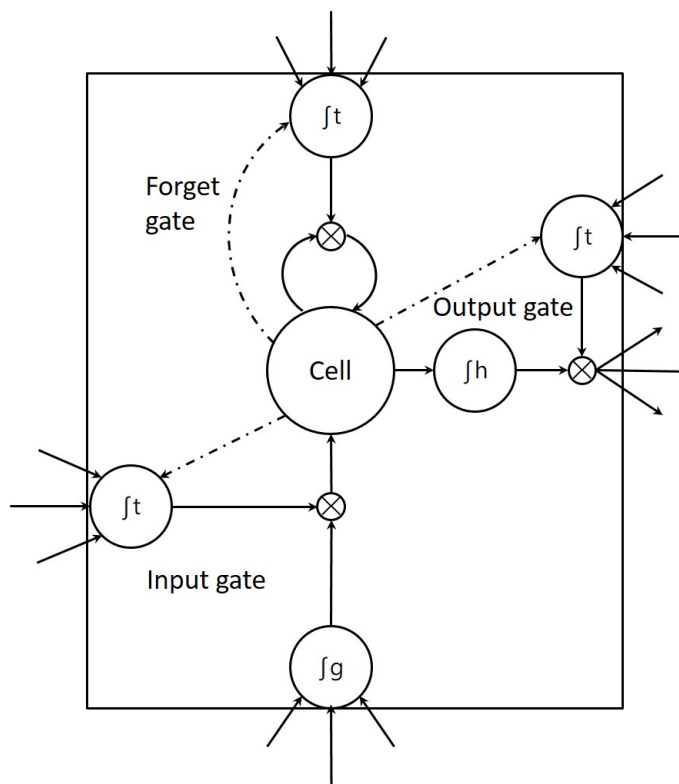 ∫t
Forget
gate
∫t
Output gate
Cell
∫h
∫t
Input gate
∫g